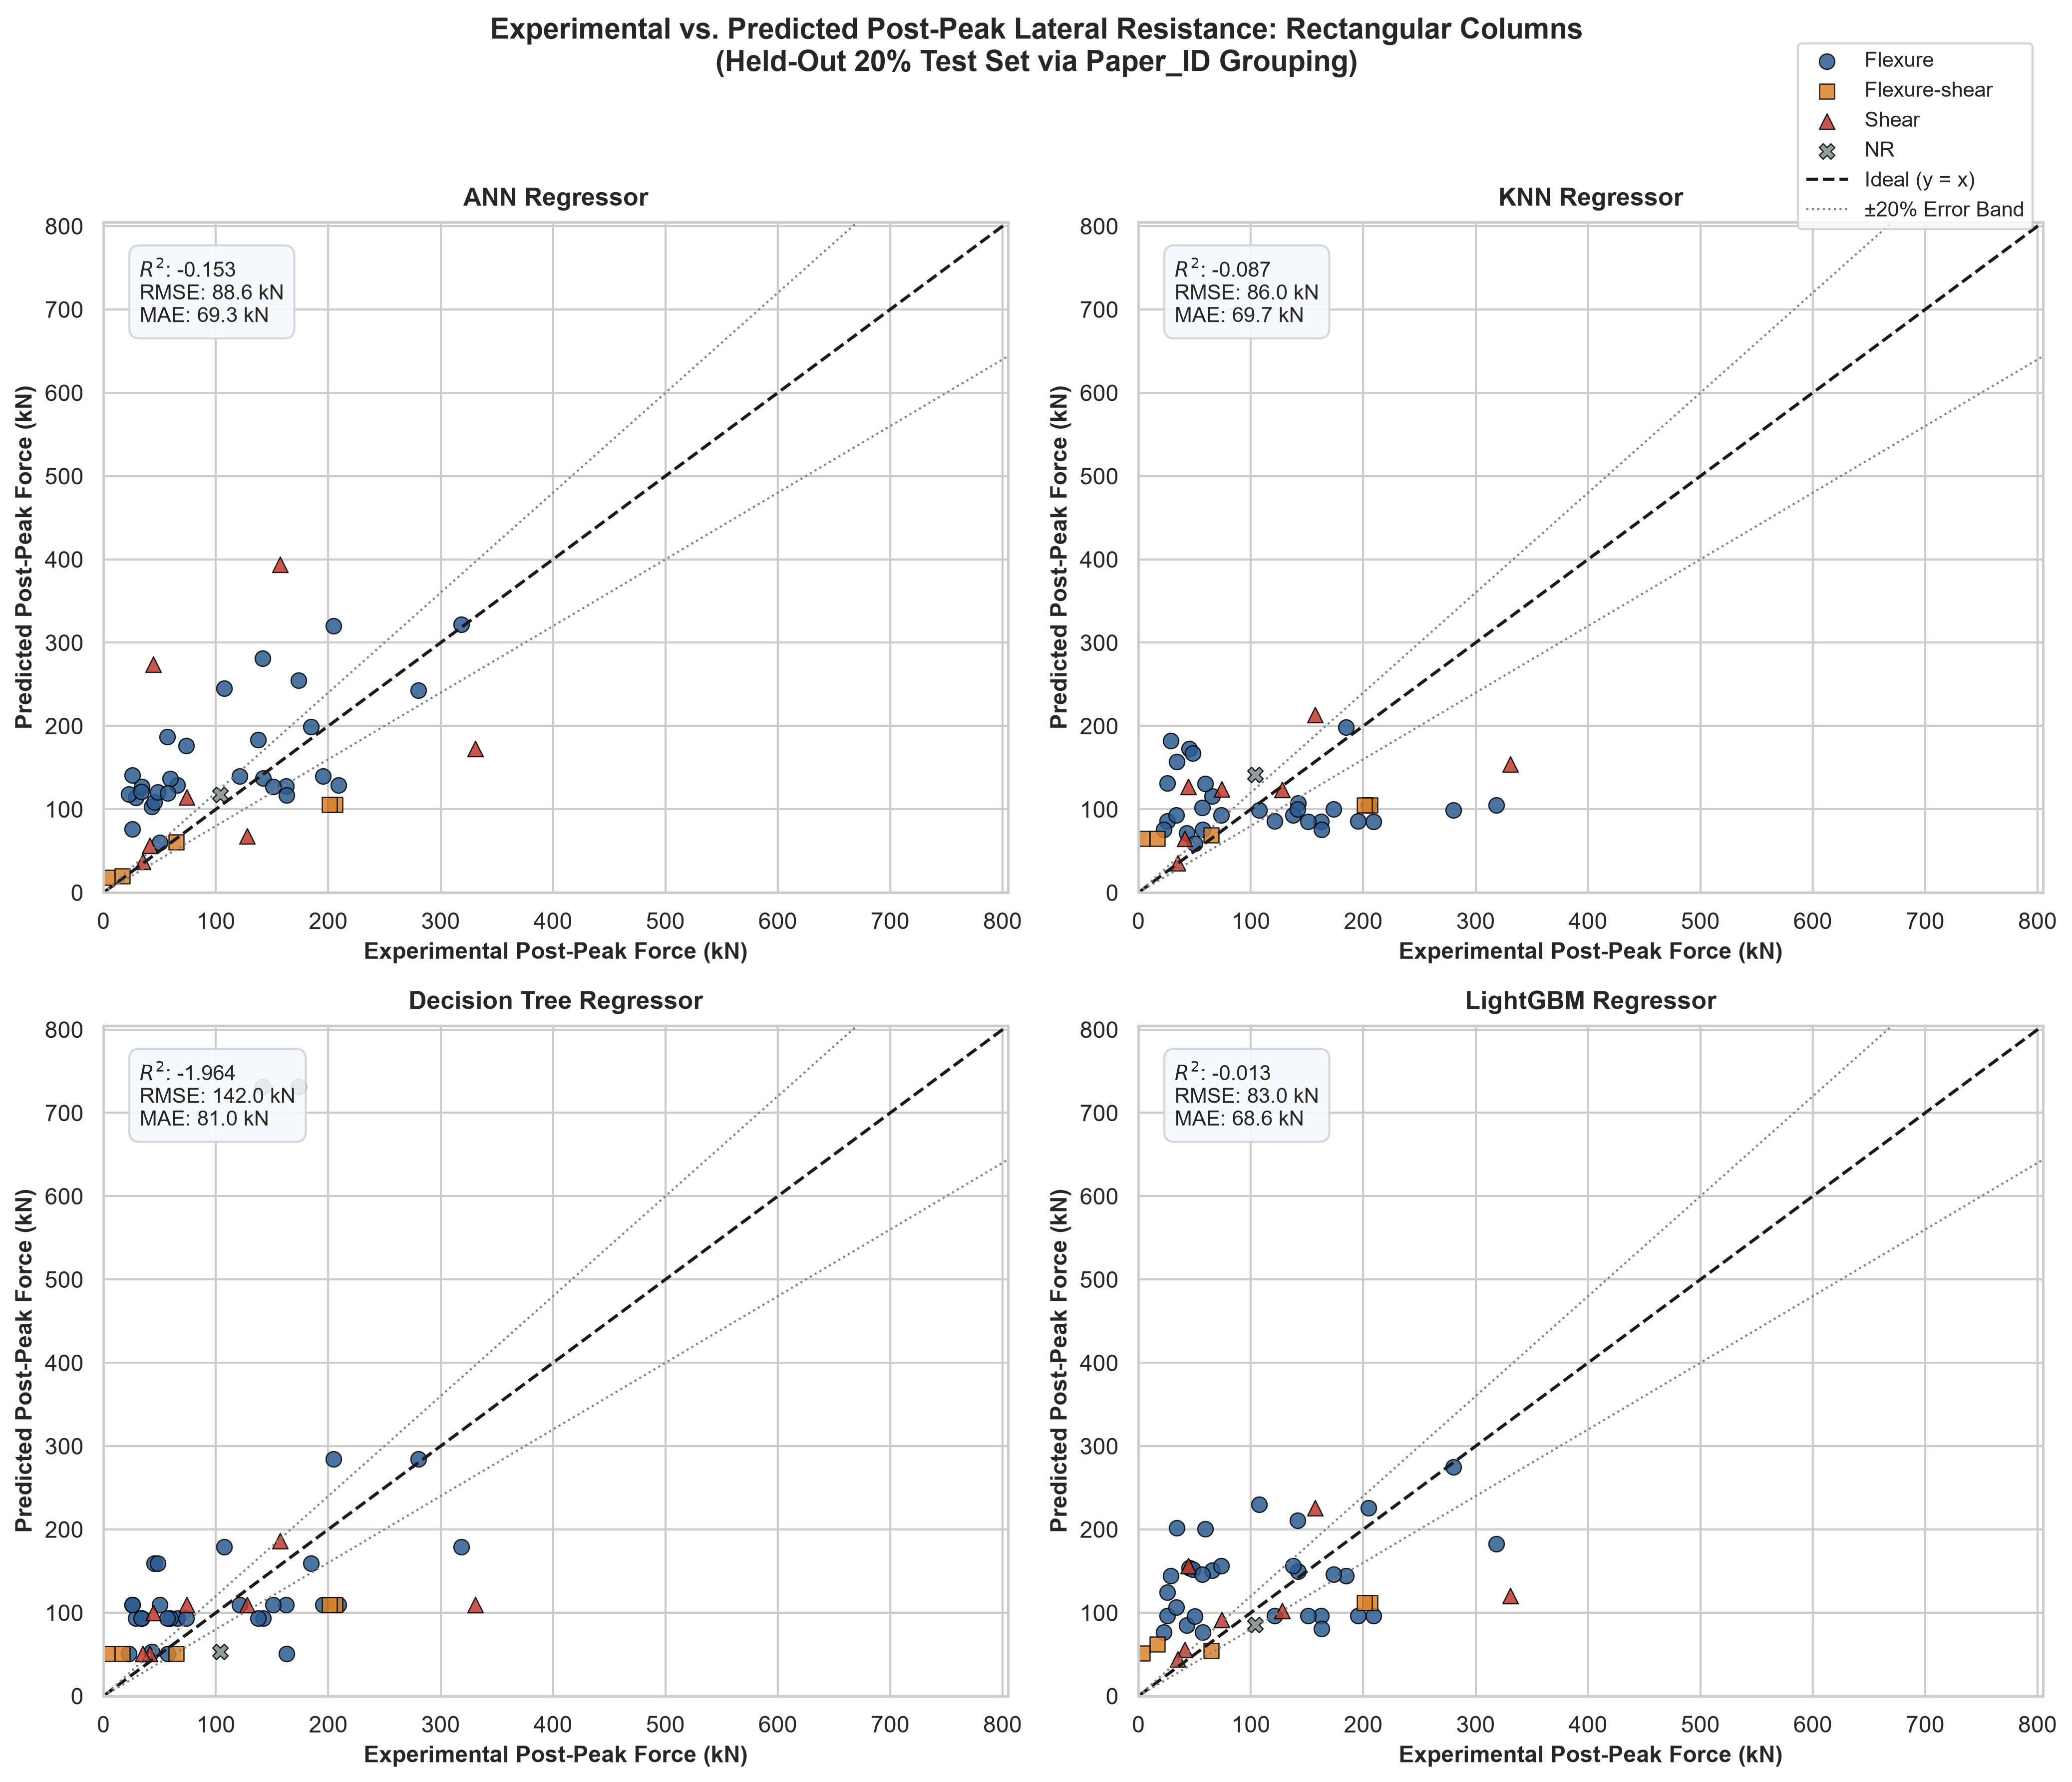 Experimental vs. Predicted Post-Peak Lateral Resistance: Rectangular Columns
(Held-Out 20% Test Set via Paper_ID Grouping)
Flexure
Flexure-shear
Shear
NR
Ideal (y = x)
±20% Error Band
ANN Regressor
R²: -0.153
RMSE: 88.6 kN
MAE: 69.3 kN
Predicted Post-Peak Force (kN)
800
700
600
500
400
300
200
100
0
0 100 200 300 400 500 600 700 800
Experimental Post-Peak Force (kN)
KNN Regressor
R²: -0.087
RMSE: 86.0 kN
MAE: 69.7 kN
Predicted Post-Peak Force (kN)
800
700
600
500
400
300
200
100
0
0 100 200 300 400 500 600 700 800
Experimental Post-Peak Force (kN)
Decision Tree Regressor
R²: -1.964
RMSE: 142.0 kN
MAE: 81.0 kN
Predicted Post-Peak Force (kN)
800
700
600
500
400
300
200
100
0
0 100 200 300 400 500 600 700 800
Experimental Post-Peak Force (kN)
LightGBM Regressor
R²: -0.013
RMSE: 83.0 kN
MAE: 68.6 kN
Predicted Post-Peak Force (kN)
800
700
600
500
400
300
200
100
0
0 100 200 300 400 500 600 700 800
Experimental Post-Peak Force (kN)